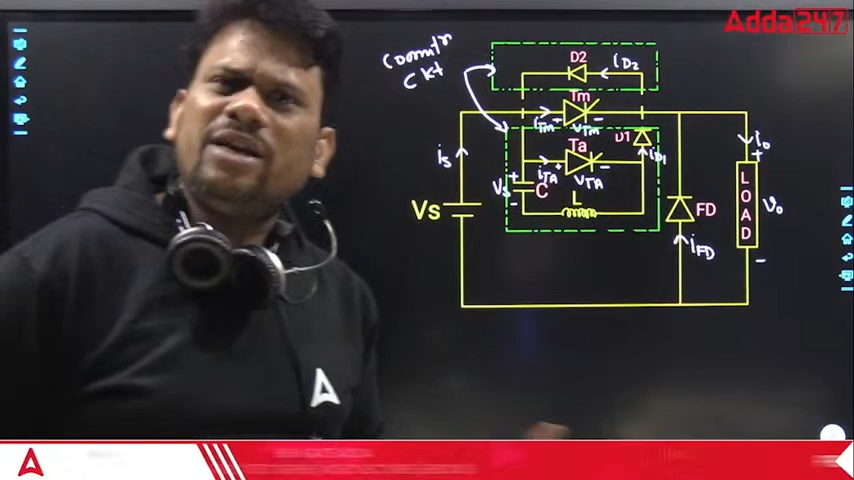 Adda247
Commtn
CKt
D2
iD2
Tm
iTm + VTm -
D1
iD1
Ta
iTA + VTA -
is
+
Vs
-
C
L
Vs
FD
iFD
io
+
LOAD
vo
-